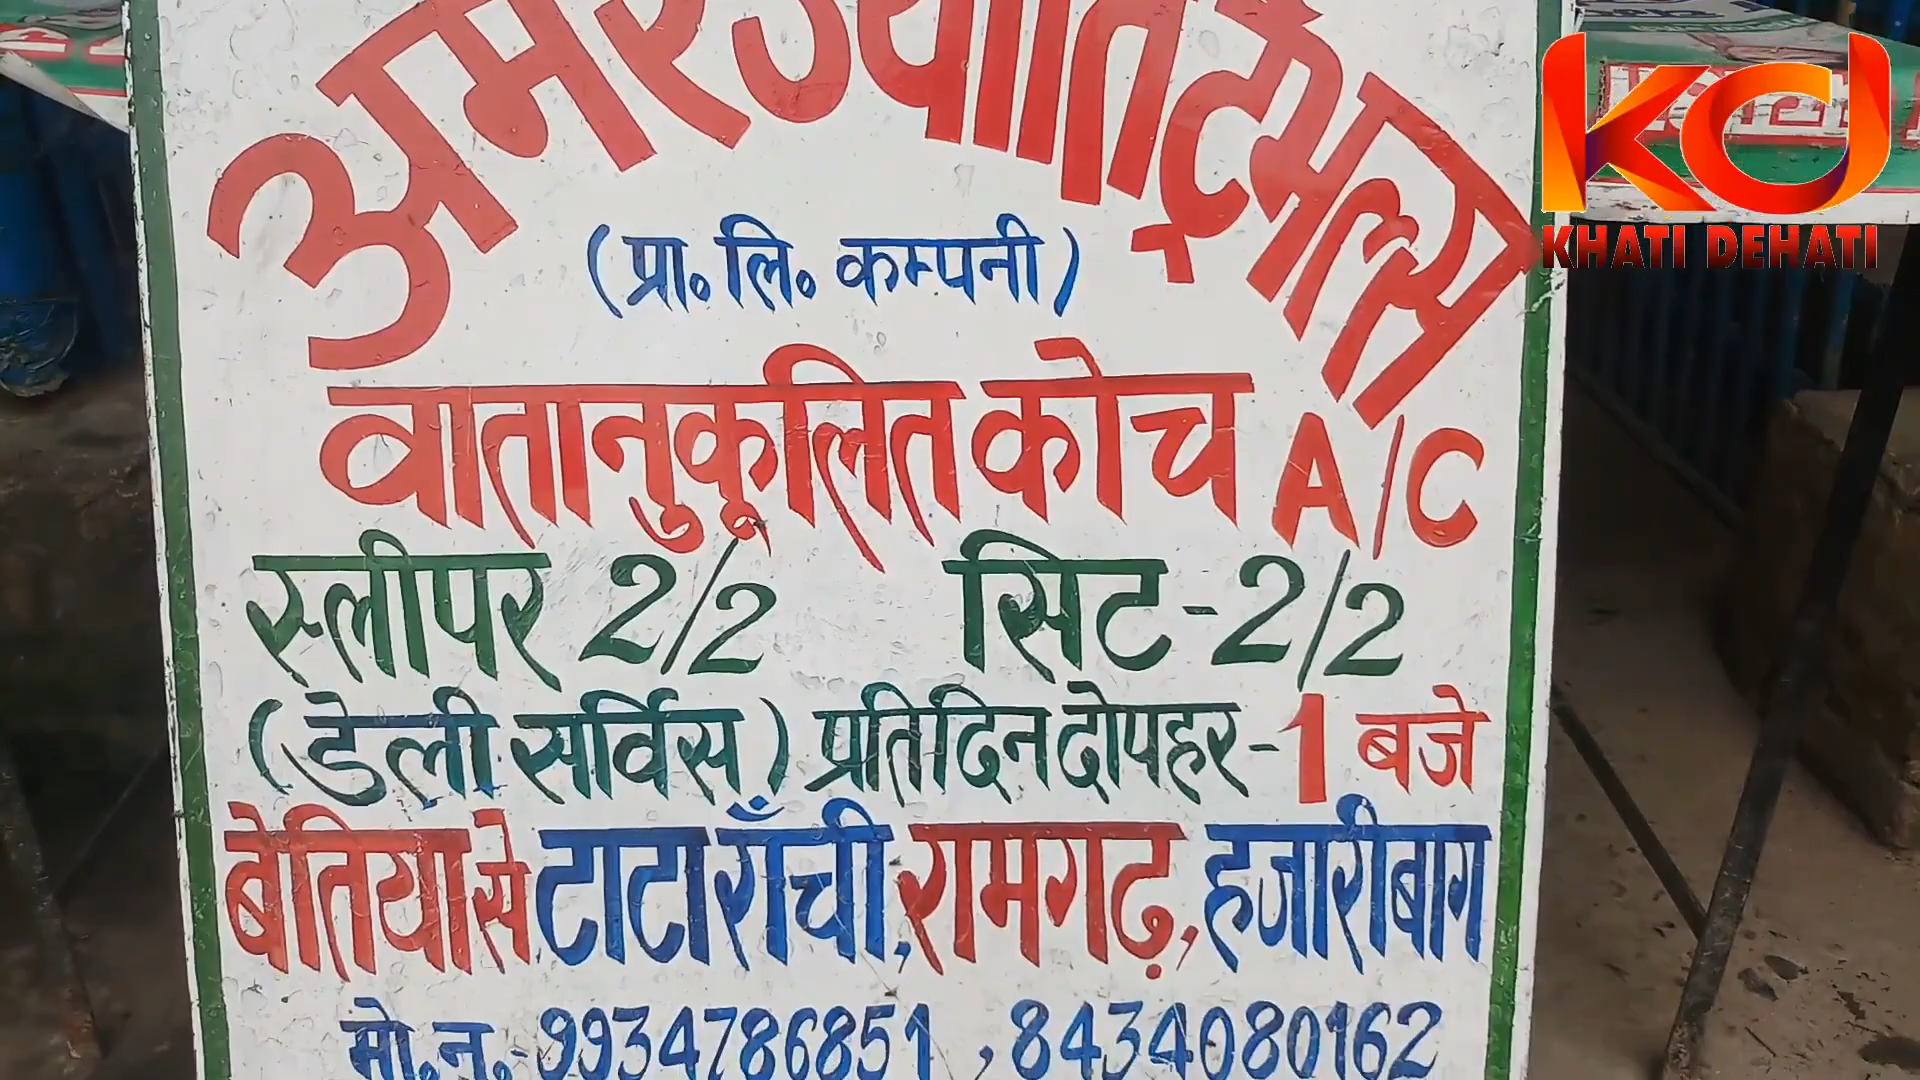 अमरज्योति ट्रैभल्स
KHATI DEHATI
(प्रा० लि० कम्पनी)
वातानुकूलित कोच A/C
स्लीपर 2/2 सिट-2/2
(डेली सर्विस) प्रतिदिन दोपहर-1 बजे
बेतिया से टाटा राँची, रामगढ़, हजारीबाग
मो.न.-9934786851, 8434080162